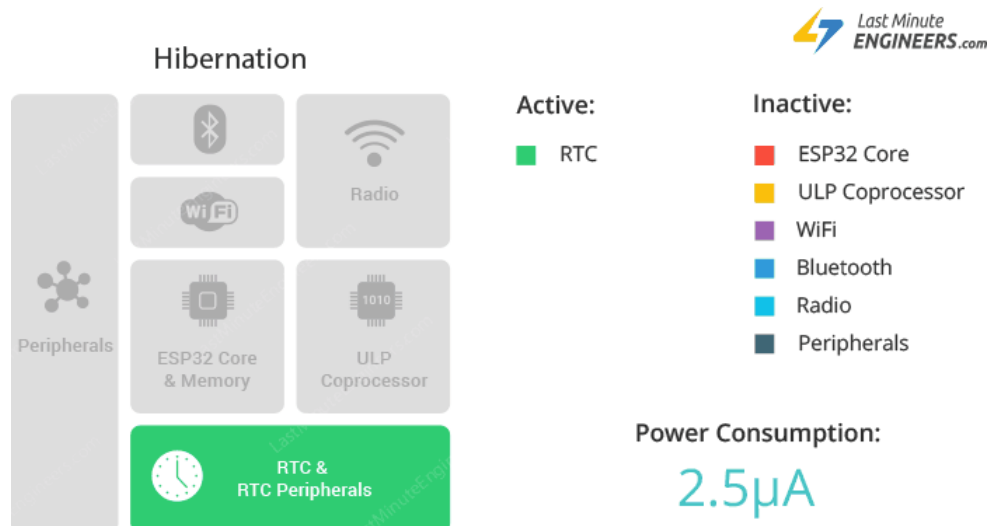 Last Minute
ENGINEERS.com
Hibernation
Active:
Inactive:
RTC
ESP32 Core
ULP Coprocessor
WiFi
Bluetooth
Radio
Peripherals
Power Consumption:
2.5µA
Peripherals
WiFi
Radio
ESP32 Core
& Memory
1010
ULP
Coprocessor
RTC &
RTC Peripherals